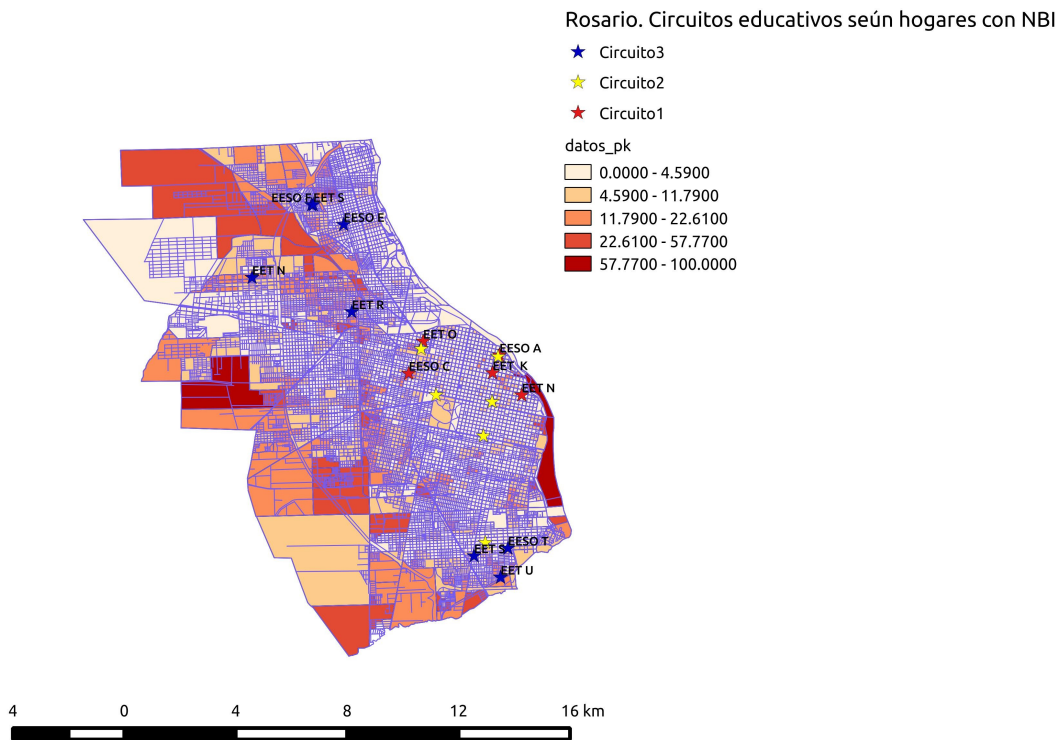 Rosario. Circuitos educativos seún hogares con NBI
Circuito3
Circuito2
Circuito1
datos_pk
0.0000 - 4.5900
4.5900 - 11.7900
11.7900 - 22.6100
22.6100 - 57.7700
57.7700 - 100.0000
EESO
EET S
EESO E
EET N
EET R
EET O
EESO A
EESO C
EET K
EET N
EESO T
EET S
EET U
4 0 4 8 12 16 km